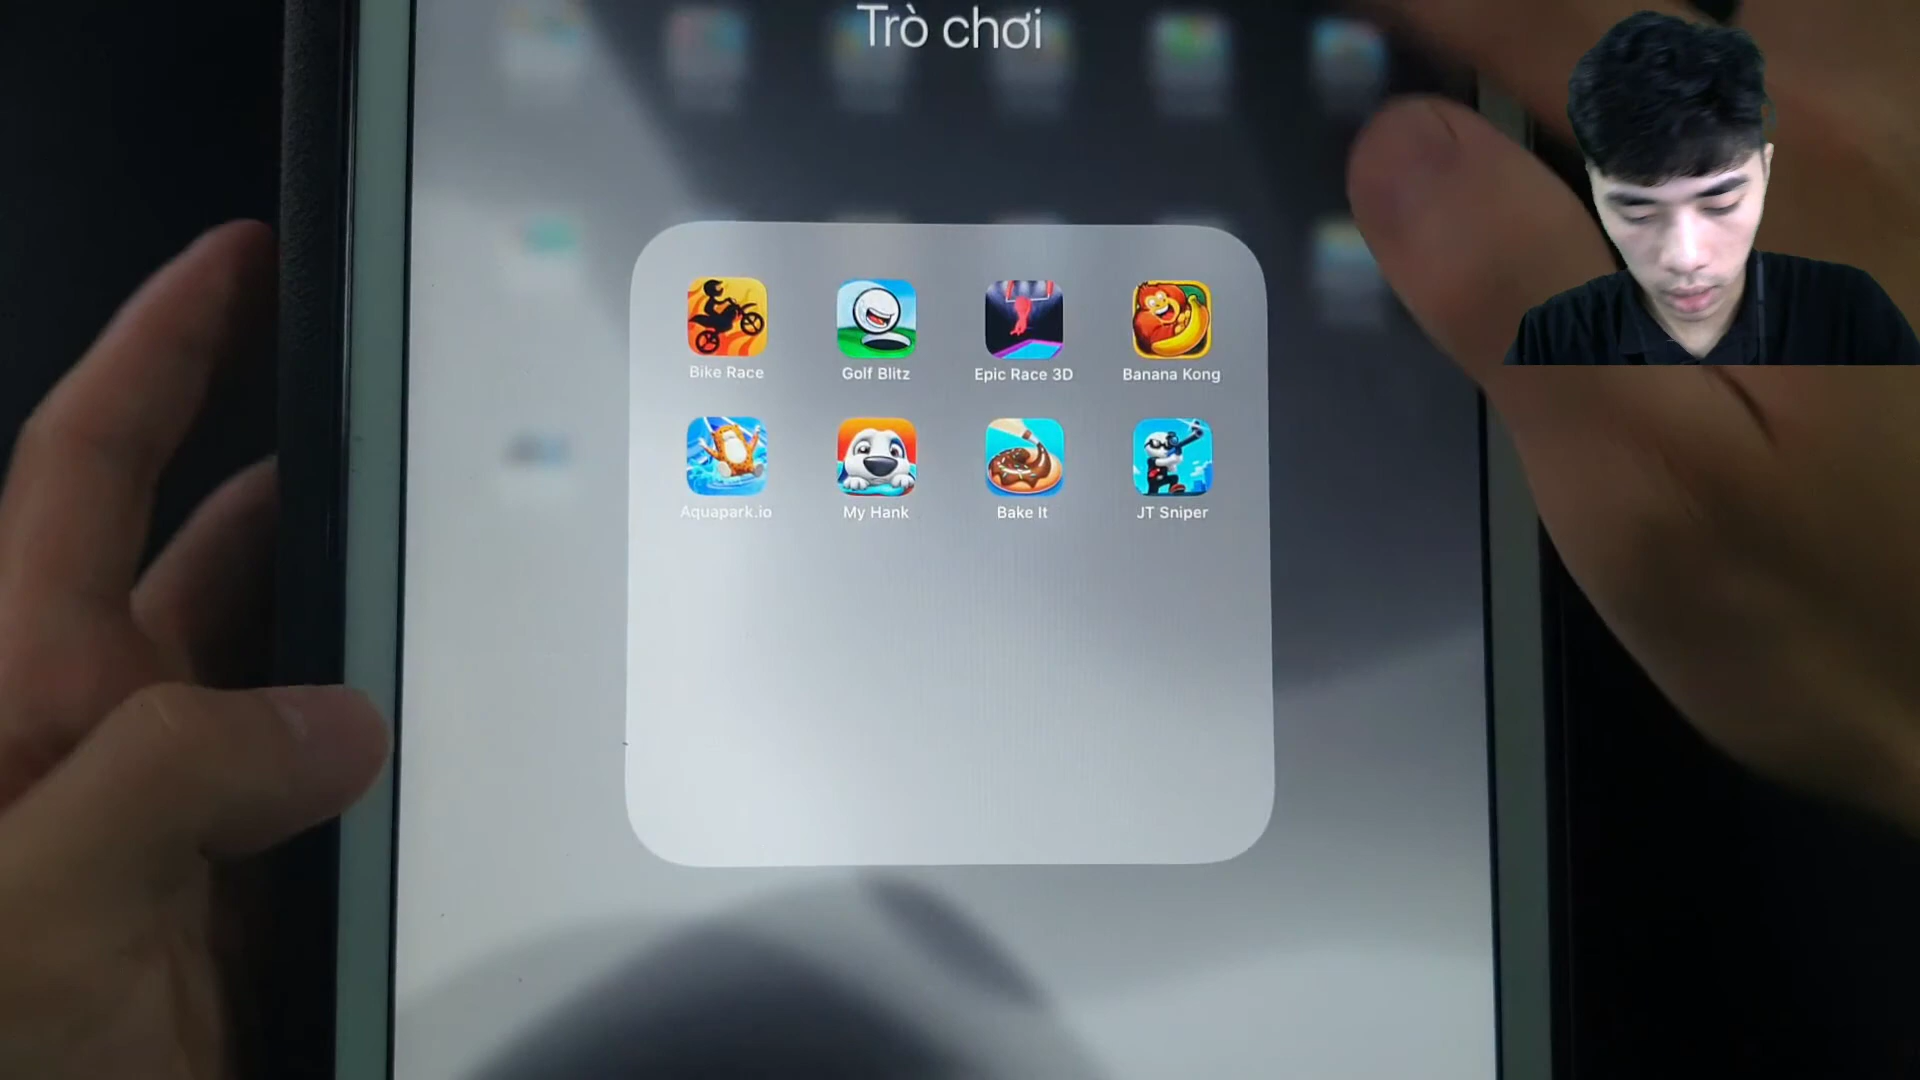 Trò chơi
Bike Race
Golf Blitz
Epic Race 3D
Banana Kong
Aquapark.io
My Hank
Bake It
JT Sniper